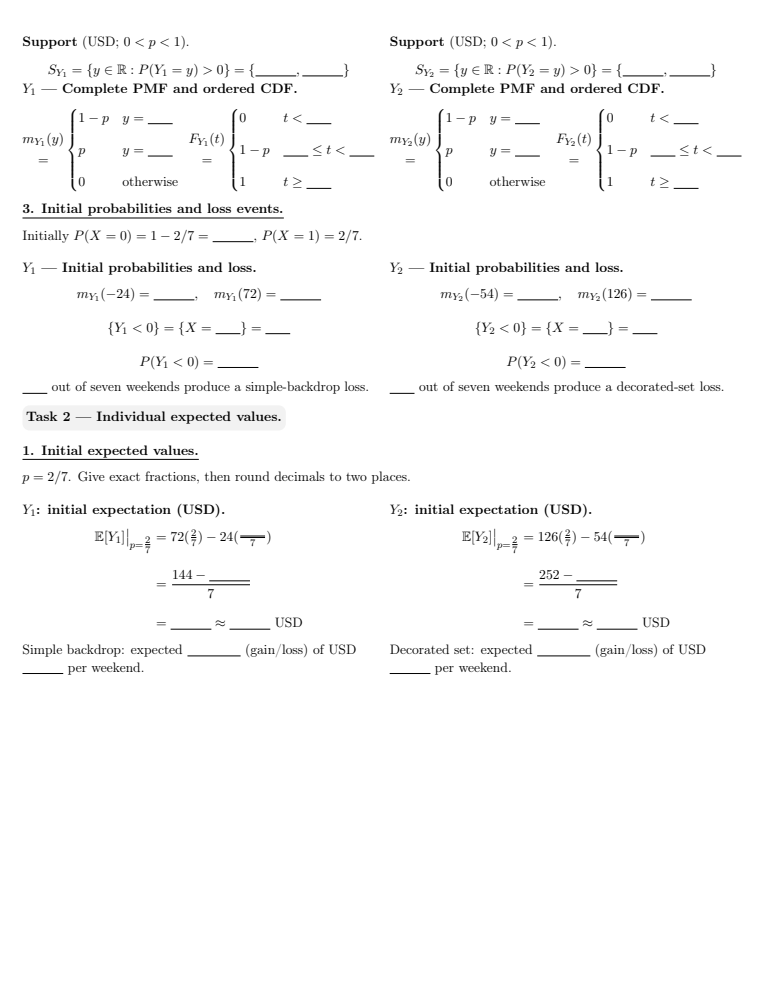 Support (USD; 0 < p < 1).
S_{Y_1} = {y ∈ ℝ : P(Y_1 = y) > 0} = {_____, _____}
Y_1 — Complete PMF and ordered CDF.
m_{Y_1}(y) = { 1 − p   y = ___
p   y = ___
0   otherwise
F_{Y_1}(t) = { 0   t < ___
1 − p   ___ ≤ t < ___
1   t ≥ ___
Support (USD; 0 < p < 1).
S_{Y_2} = {y ∈ ℝ : P(Y_2 = y) > 0} = {_____, _____}
Y_2 — Complete PMF and ordered CDF.
m_{Y_2}(y) = { 1 − p   y = ___
p   y = ___
0   otherwise
F_{Y_2}(t) = { 0   t < ___
1 − p   ___ ≤ t < ___
1   t ≥ ___
3. Initial probabilities and loss events.
Initially P(X = 0) = 1 − 2/7 = _____, P(X = 1) = 2/7.
Y_1 — Initial probabilities and loss.
m_{Y_1}(−24) = _____, m_{Y_1}(72) = _____
{Y_1 < 0} = {X = ___} = ___
P(Y_1 < 0) = _____
___ out of seven weekends produce a simple-backdrop loss.
Y_2 — Initial probabilities and loss.
m_{Y_2}(−54) = _____, m_{Y_2}(126) = _____
{Y_2 < 0} = {X = ___} = ___
P(Y_2 < 0) = _____
___ out of seven weekends produce a decorated-set loss.
Task 2 — Individual expected values.
1. Initial expected values.
p = 2/7. Give exact fractions, then round decimals to two places.
Y_1: initial expectation (USD).
𝔼[Y_1]|_{p=2/7} = 72(2/7) − 24(___/7)
= (144 − _____)/7
= _____ ≈ _____ USD
Simple backdrop: expected ______ (gain/loss) of USD
_____ per weekend.
Y_2: initial expectation (USD).
𝔼[Y_2]|_{p=2/7} = 126(2/7) − 54(___/7)
= (252 − _____)/7
= _____ ≈ _____ USD
Decorated set: expected ______ (gain/loss) of USD
_____ per weekend.